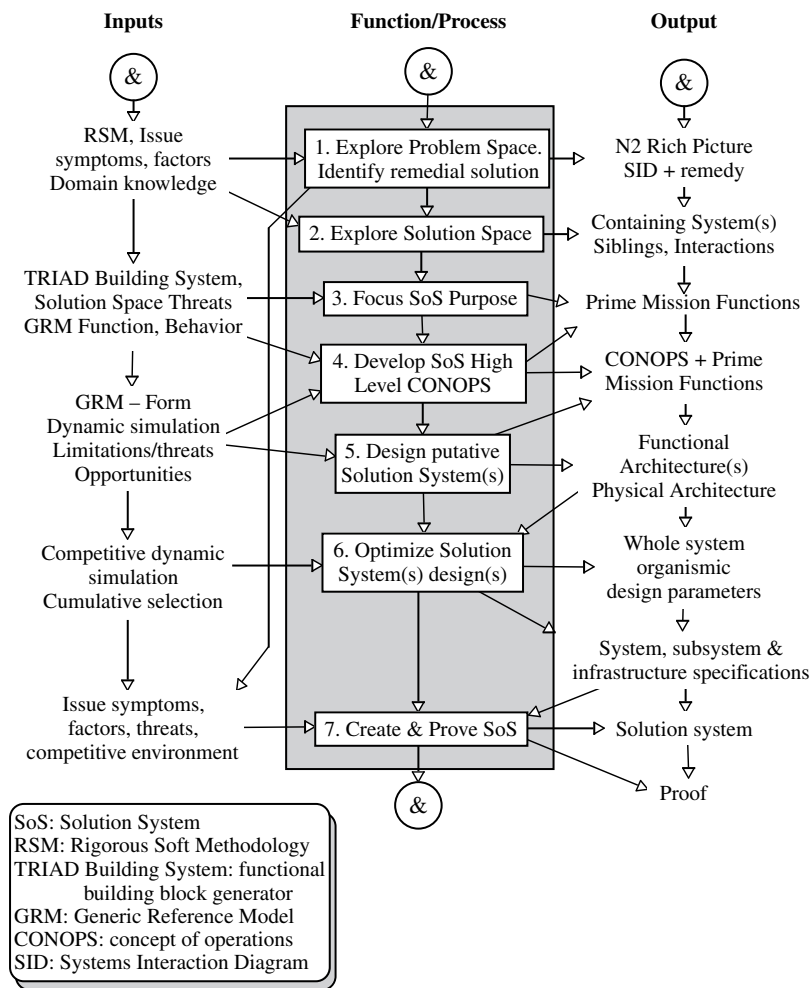 Inputs
Function/Process
Output
&
&
&
RSM, Issue
symptoms, factors
Domain knowledge
1. Explore Problem Space.
Identify remedial solution
N2 Rich Picture
SID + remedy
2. Explore Solution Space
Containing System(s)
Siblings, Interactions
TRIAD Building System,
Solution Space Threats
GRM Function, Behavior
3. Focus SoS Purpose
Prime Mission Functions
4. Develop SoS High
Level CONOPS
CONOPS + Prime
Mission Functions
GRM – Form
Dynamic simulation
Limitations/threats
Opportunities
5. Design putative
Solution System(s)
Functional
Architecture(s)
Physical Architecture
Competitive dynamic
simulation
Cumulative selection
6. Optimize Solution
System(s) design(s)
Whole system
organismic
design parameters
System, subsystem &
infrastructure specifications
Issue symptoms,
factors, threats,
competitive environment
7. Create & Prove SoS
Solution system
&
Proof
SoS: Solution System
RSM: Rigorous Soft Methodology
TRIAD Building System: functional
building block generator
GRM: Generic Reference Model
CONOPS: concept of operations
SID: Systems Interaction Diagram